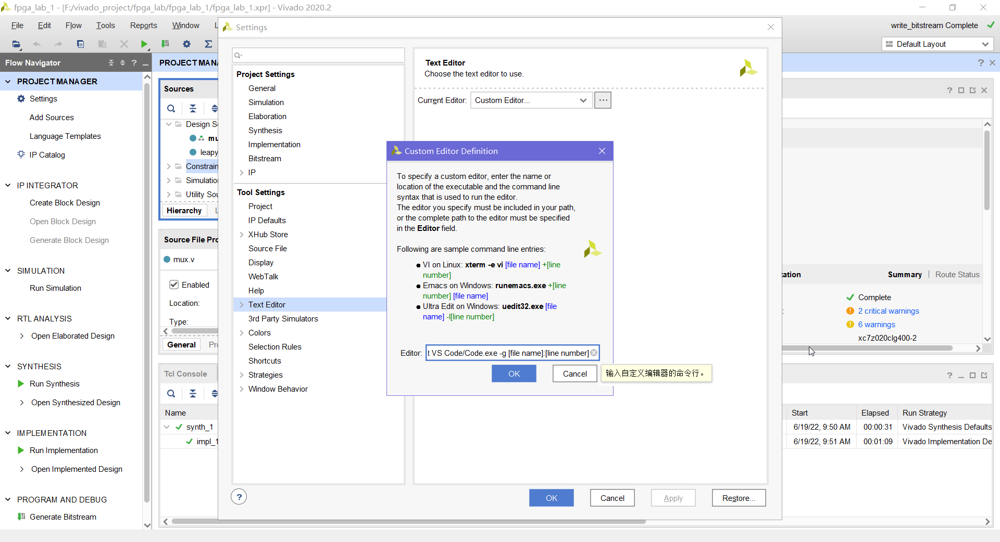 fpga_lab_1 - [F:/vivado_project/fpga_lab/fpga_lab_1/fpga_lab_1.xpr] - Vivado 2020.2
File Edit Flow Tools Reports Window
write_bitstream Complete
Default Layout
Flow Navigator
PROJECT MANAGER
Settings
Add Sources
Language Templates
IP Catalog
IP INTEGRATOR
Create Block Design
Open Block Design
Generate Block Design
SIMULATION
Run Simulation
RTL ANALYSIS
Open Elaborated Design
SYNTHESIS
Run Synthesis
Open Synthesized Design
IMPLEMENTATION
Run Implementation
Open Implemented Design
PROGRAM AND DEBUG
Generate Bitstream
PROJECT MAN
Sources
Design S
mu
leapy
Constrain
Simulatio
Utility Sou
Hierarchy
Source File Pro
mux.v
Enabled
Location:
Type:
General Pr
Tcl Console
Name
synth_1
impl_1
Settings
Project Settings
General
Simulation
Elaboration
Synthesis
Implementation
Bitstream
IP
Tool Settings
Project
IP Defaults
XHub Store
Source File
Display
WebTalk
Help
Text Editor
3rd Party Simulators
Colors
Selection Rules
Shortcuts
Strategies
Window Behavior
Text Editor
Choose the text editor to use.
Current Editor: Custom Editor... ...
Custom Editor Definition
To specify a custom editor, enter the name or
location of the executable and the command line
syntax that is used to run the editor.
The editor you specify must be included in your path,
or the complete path to the editor must be specified
in the Editor field.
Following are sample command line entries:
VI on Linux: xterm -e vi [file name] +[line
number]
Emacs on Windows: runemacs.exe +[line
number] [file name]
Ultra Edit on Windows: uedit32.exe [file
name] -l[line number]
Editor: t VS Code/Code.exe -g [file name]:[line number]
OK Cancel
输入自定义编辑器的命令行。
OK Cancel Apply Restore...
ation Summary | Route Status
Complete
2 critical warnings
6 warnings
xc7z020clg400-2
Start Elapsed Run Strategy
6/19/22, 9:50 AM 00:00:31 Vivado Synthesis Defaults
6/19/22, 9:51 AM 00:01:09 Vivado Implementation De